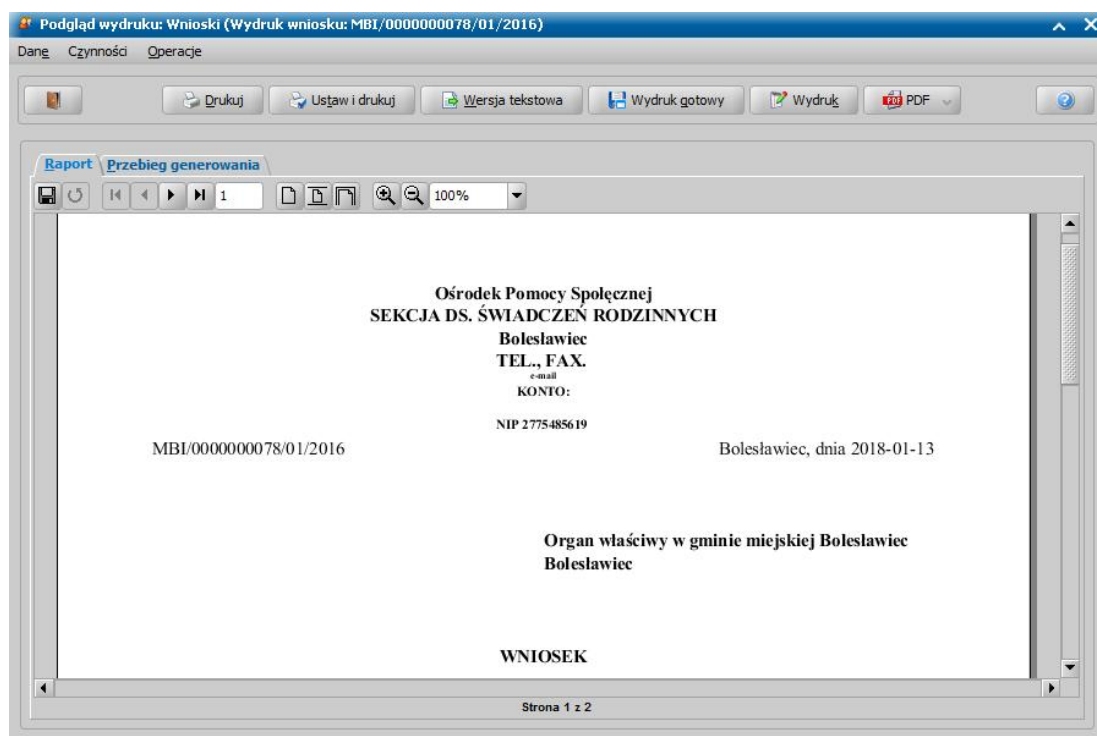 Podgląd wydruku: Wnioski (Wydruk wniosku: MBI/0000000078/01/2016)
Dane Czynności Operacje
Drukuj Ustaw i drukuj Wersja tekstowa Wydruk gotowy Wydruk PDF
Raport Przebieg generowania
1 100%
Ośrodek Pomocy Społęcznej
SEKCJA DS. ŚWIADCZEŃ RODZINNYCH
Bolesławiec
TEL., FAX.
e-mail
KONTO:
NIP 2775485619
MBI/0000000078/01/2016 Bolesławiec, dnia 2018-01-13
Organ właściwy w gminie miejskiej Bolesławiec
Bolesławiec
WNIOSEK
Strona 1 z 2